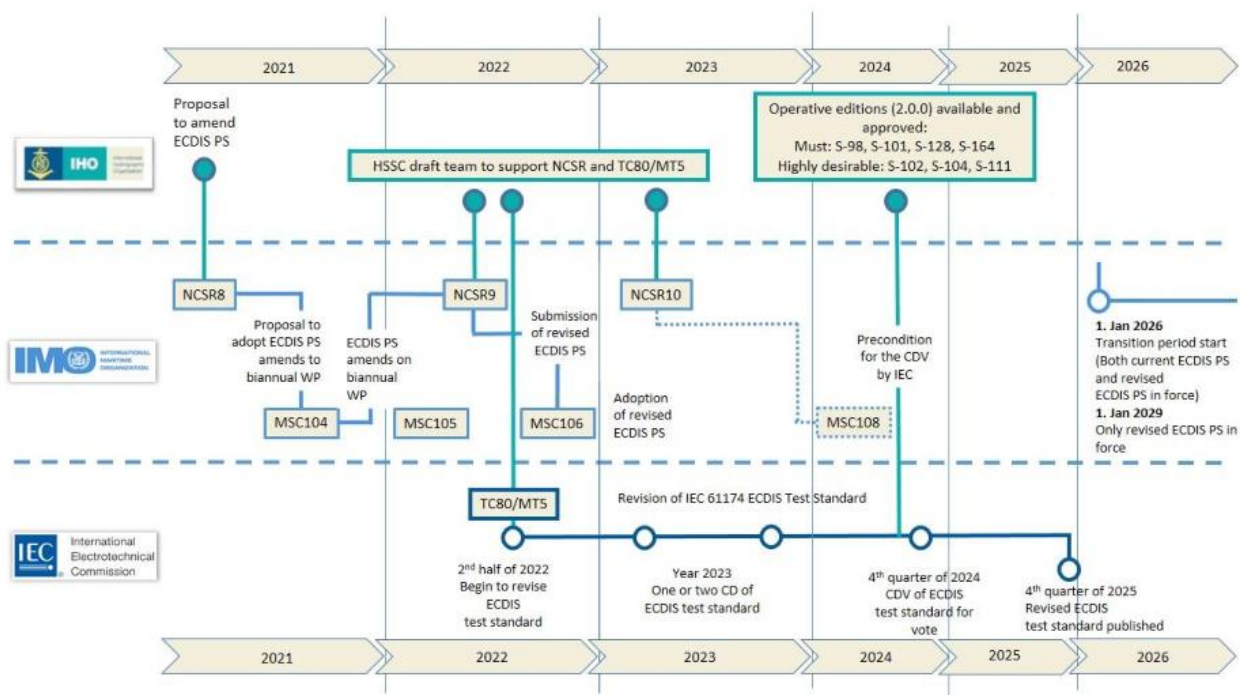 2021
2022
2023
2024
2025
2026
Proposal
to amend
ECDIS PS
IHO
International
Hydrographic
Organization
HSSC draft team to support NCSR and TC80/MT5
Operative editions (2.0.0) available and
approved:
Must: S-98, S-101, S-128, S-164
Highly desirable: S-102, S-104, S-111
NCSR8
NCSR9
NCSR10
IMO
INTERNATIONAL
MARITIME
ORGANIZATION
Proposal to
adopt ECDIS PS
amends to
biannual WP
ECDIS PS
amends on
biannual
WP
Submission
of revised
ECDIS PS
Precondition
for the CDV
by IEC
1. Jan 2026
Transition period start
(Both current ECDIS PS
and revised
ECDIS PS in force)
1. Jan 2029
Only revised ECDIS PS in
force
MSC104
MSC105
MSC106
Adoption
of revised
ECDIS PS
MSC108
TC80/MT5
Revision of IEC 61174 ECDIS Test Standard
IEC
International
Electrotechnical
Commission
2nd half of 2022
Begin to revise
ECDIS
test standard
Year 2023
One or two CD of
ECDIS test standard
4th quarter of 2024
CDV of ECDIS
test standard for
vote
4th quarter of 2025
Revised ECDIS
test standard published
2021
2022
2023
2024
2025
2026